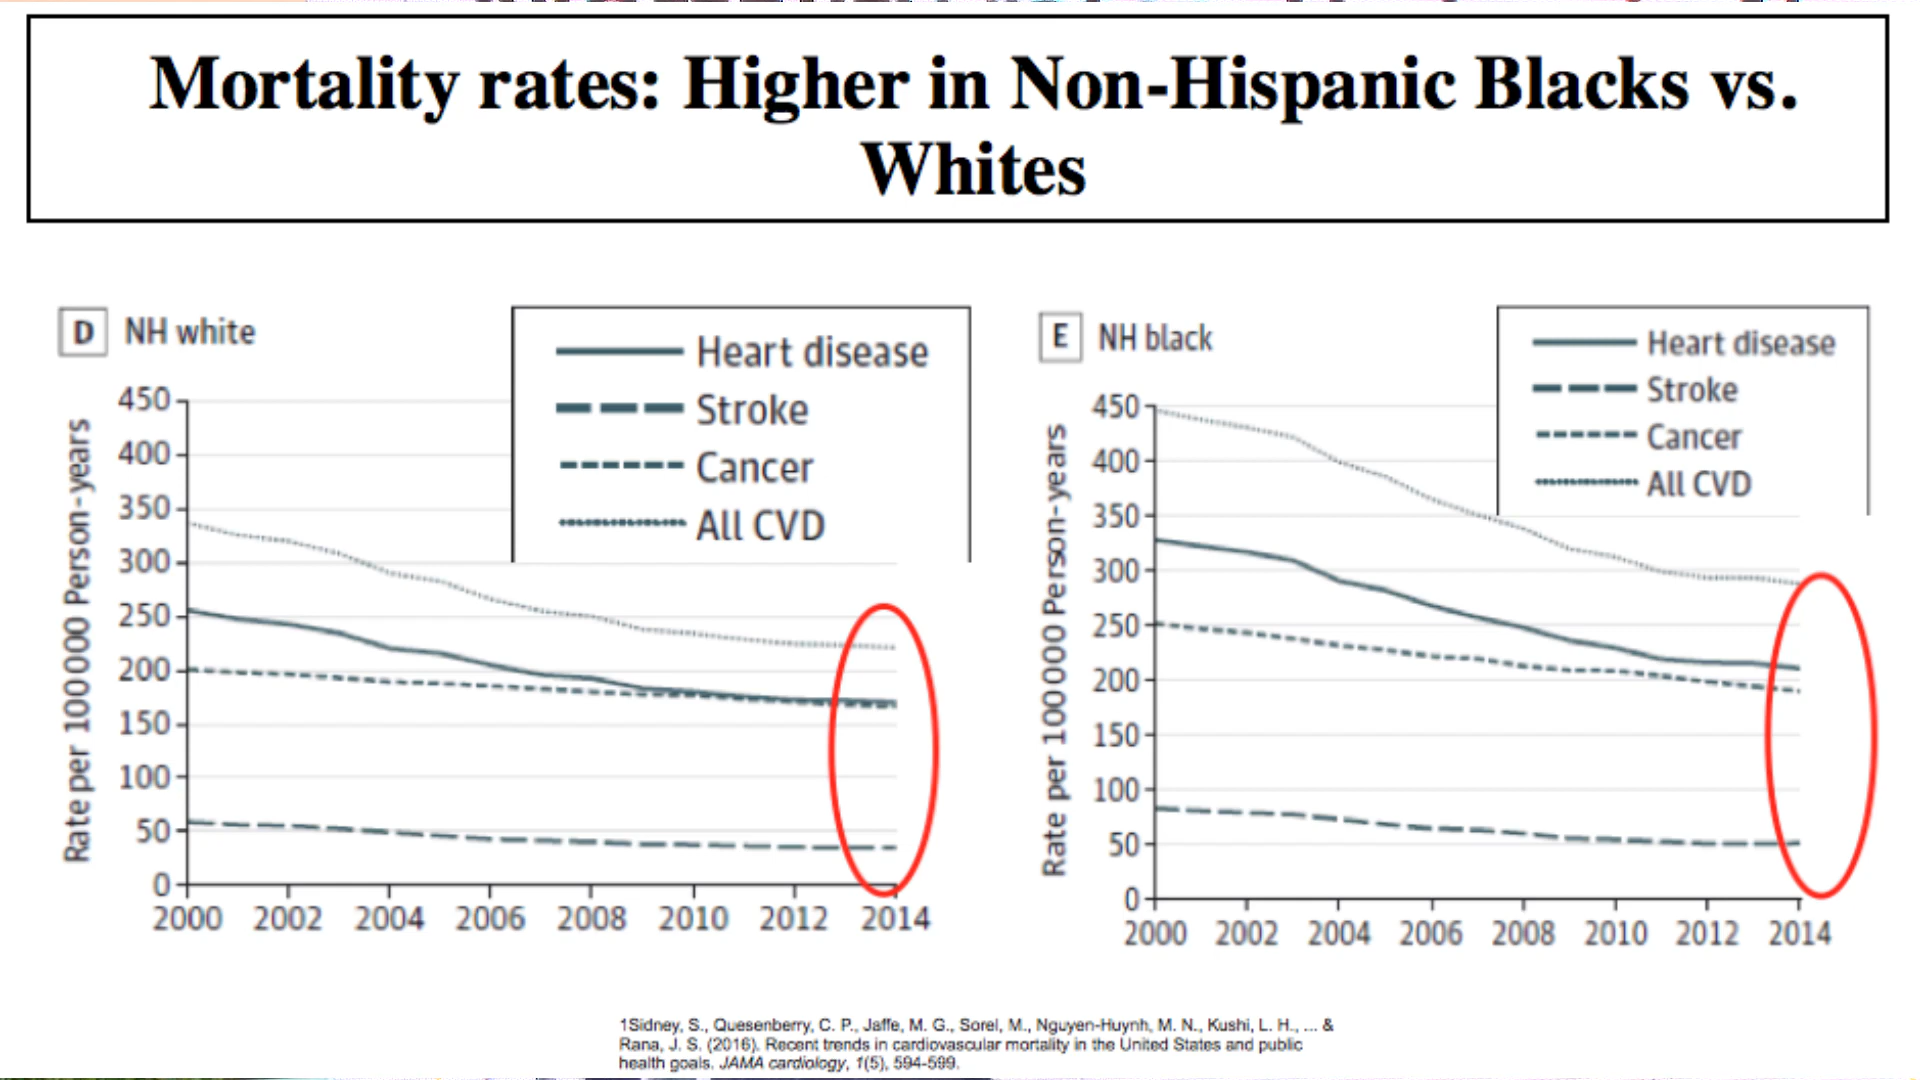 Mortality rates: Higher in Non-Hispanic Blacks vs.
Whites
D NH white
Heart disease
Stroke
Cancer
All CVD
Rate per 100 000 Person-years
450
400
350
300
250
200
150
100
50
0
2000 2002 2004 2006 2008 2010 2012 2014
E NH black
Heart disease
Stroke
Cancer
All CVD
Rate per 100 000 Person-years
450
400
350
300
250
200
150
100
50
0
2000 2002 2004 2006 2008 2010 2012 2014
1Sidney, S., Quesenberry, C. P., Jaffe, M. G., Sorel, M., Nguyen-Huynh, M. N., Kushi, L. H., ... &
Rana, J. S. (2016). Recent trends in cardiovascular mortality in the United States and public
health goals. JAMA cardiology, 1(5), 594-599.